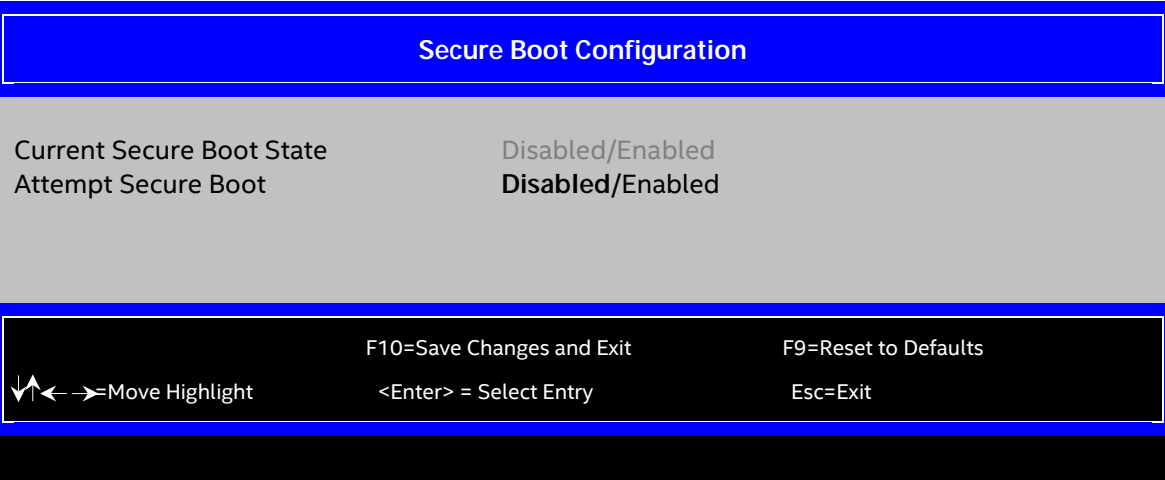 Secure Boot Configuration
Current Secure Boot State Disabled/Enabled
Attempt Secure Boot Disabled/Enabled
F10=Save Changes and Exit F9=Reset to Defaults
↓↑←→=Move Highlight <Enter> = Select Entry Esc=Exit